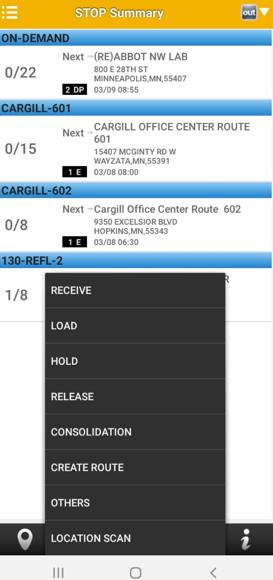 STOP Summary
out
ON-DEMAND
0/22
Next →(RE)ABBOT NW LAB
800 E 28TH ST
MINNEAPOLIS,MN,55407
2 DP 03/09 08:55
CARGILL-601
0/15
Next →CARGILL OFFICE CENTER ROUTE
601
15407 MCGINTY RD W
WAYZATA,MN,55391
1 E 03/08 08:00
CARGILL-602
0/8
Next →Cargill Office Center Route 602
9350 EXCELSIOR BLVD
HOPKINS,MN,55343
1 E 03/08 06:30
130-REFL-2
1/8
R
RECEIVE
LOAD
HOLD
RELEASE
CONSOLIDATION
CREATE ROUTE
OTHERS
LOCATION SCAN
i